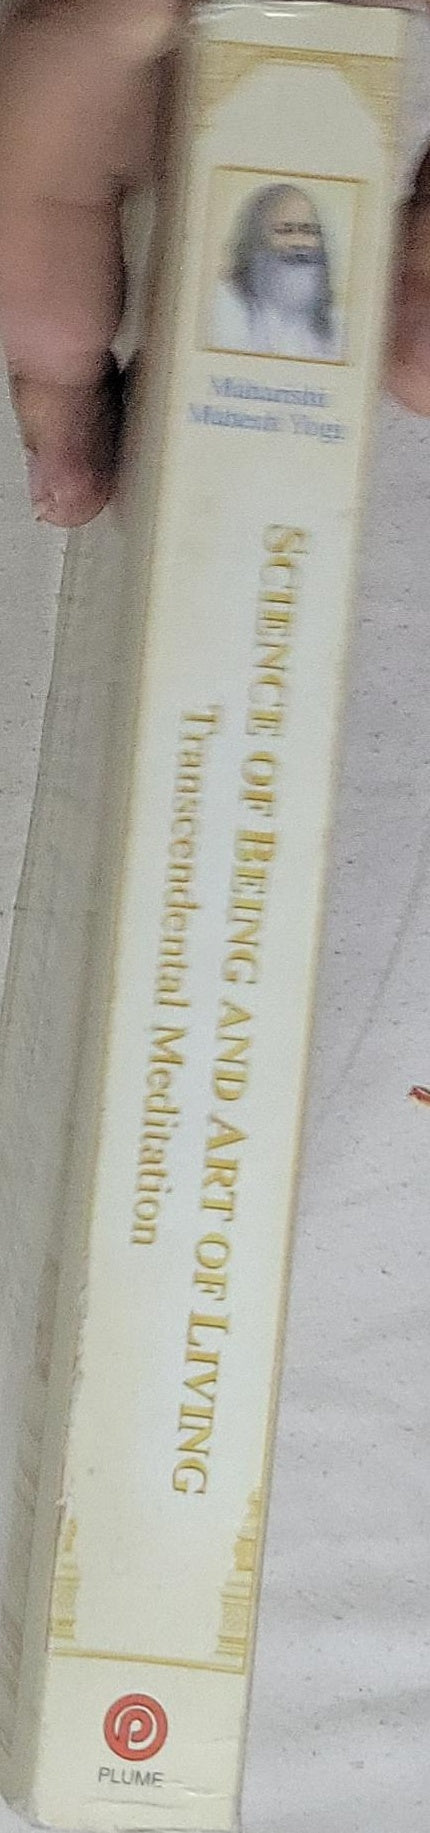 Maharishi
Mahesh Yogi
SCIENCE OF BEING AND ART OF LIVING
Transcendental Meditation
PLUME